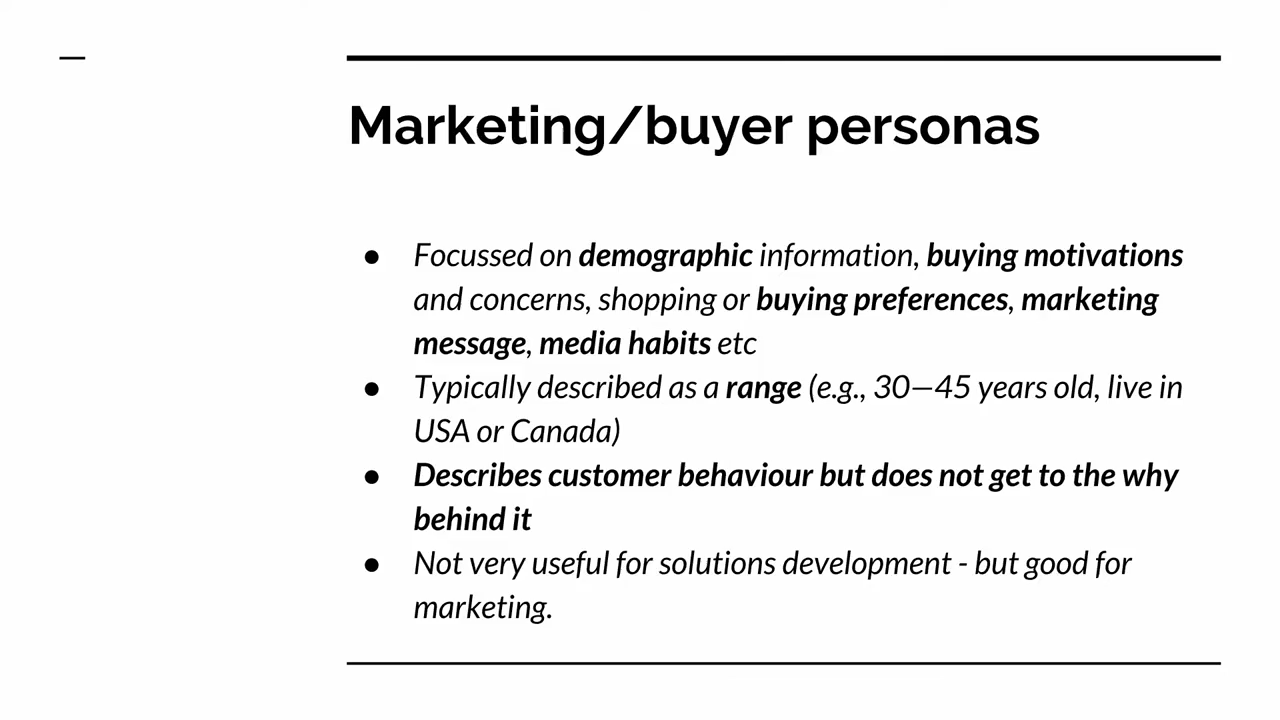 Marketing/buyer personas
● Focussed on demographic information, buying motivations
and concerns, shopping or buying preferences, marketing
message, media habits etc
● Typically described as a range (e.g., 30—45 years old, live in
USA or Canada)
● Describes customer behaviour but does not get to the why
behind it
● Not very useful for solutions development - but good for
marketing.